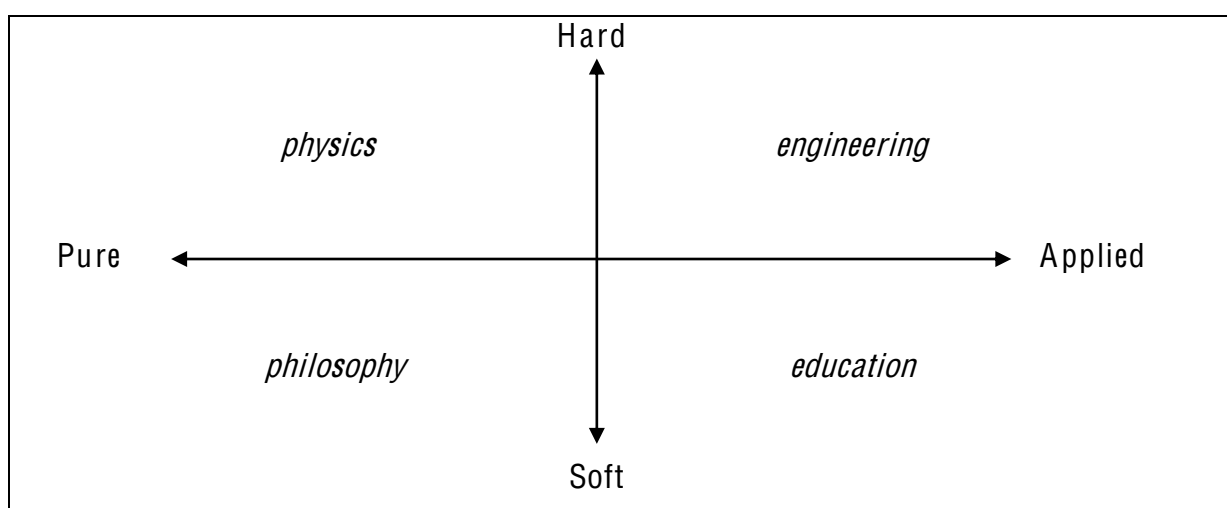 Hard
physics engineering
Pure Applied
philosophy education
Soft